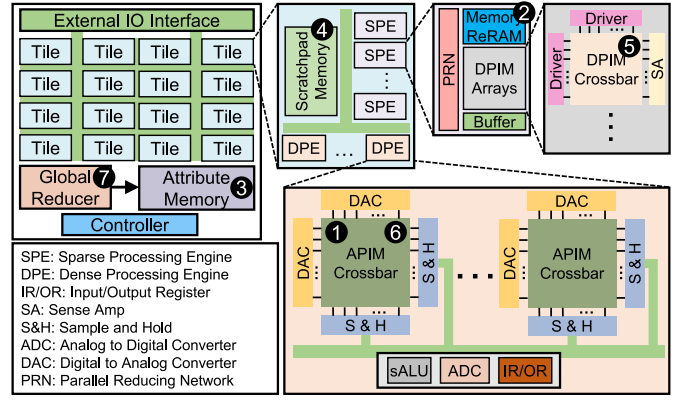 External IO Interface
Tile Tile Tile Tile
Tile Tile Tile Tile
Tile Tile Tile Tile
Tile Tile Tile Tile
Global
Reducer
7
Attribute
Memory
3
Controller
4
Scratchpad
Memory
SPE
SPE
SPE
DPE ... DPE
PRN
Memory
ReRAM
2
DPIM
Arrays
Buffer
Driver
Driver
5
DPIM
Crossbar
SA
DAC
DAC
1
6
APIM
Crossbar
S & H
S & H
DAC
DAC
APIM
Crossbar
S & H
S & H
sALU
ADC
IR/OR
SPE: Sparse Processing Engine
DPE: Dense Processing Engine
IR/OR: Input/Output Register
SA: Sense Amp
S&H: Sample and Hold
ADC: Analog to Digital Converter
DAC: Digital to Analog Converter
PRN: Parallel Reducing Network